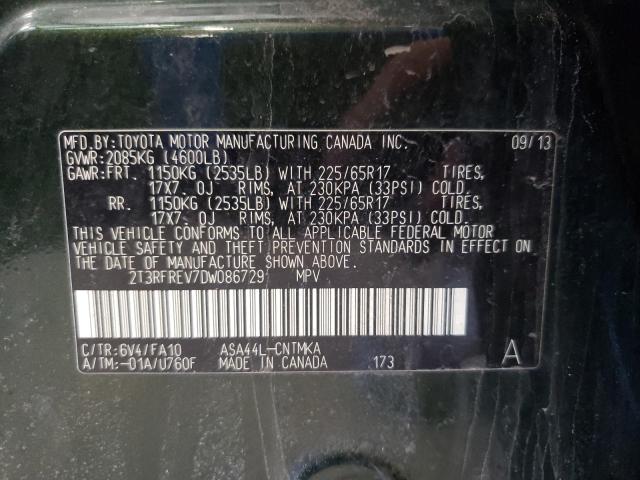 MFD.BY:TOYOTA MOTOR MANUFACTURING CANADA INC. 09/13
GVWR:2085KG (4600LB)
GAWR:FRT. 1150KG (2535LB) WITH 225/65R17 TIRES,
17X7.0J RIMS, AT 230KPA (33PSI) COLD.
RR. 1150KG (2535LB) WITH 225/65R17 TIRES,
17X7.0J RIMS, AT 230KPA (33PSI) COLD.
THIS VEHICLE CONFORMS TO ALL APPLICABLE FEDERAL MOTOR
VEHICLE SAFETY AND THEFT PREVENTION STANDARDS IN EFFECT ON
THE DATE OF MANUFACTURE SHOWN ABOVE.
2T3RFREV7DW086729 MPV
C/TR:6V4/FA10 ASA44L-CNTMKA
A/TM:-01A/U760F MADE IN CANADA 173 A